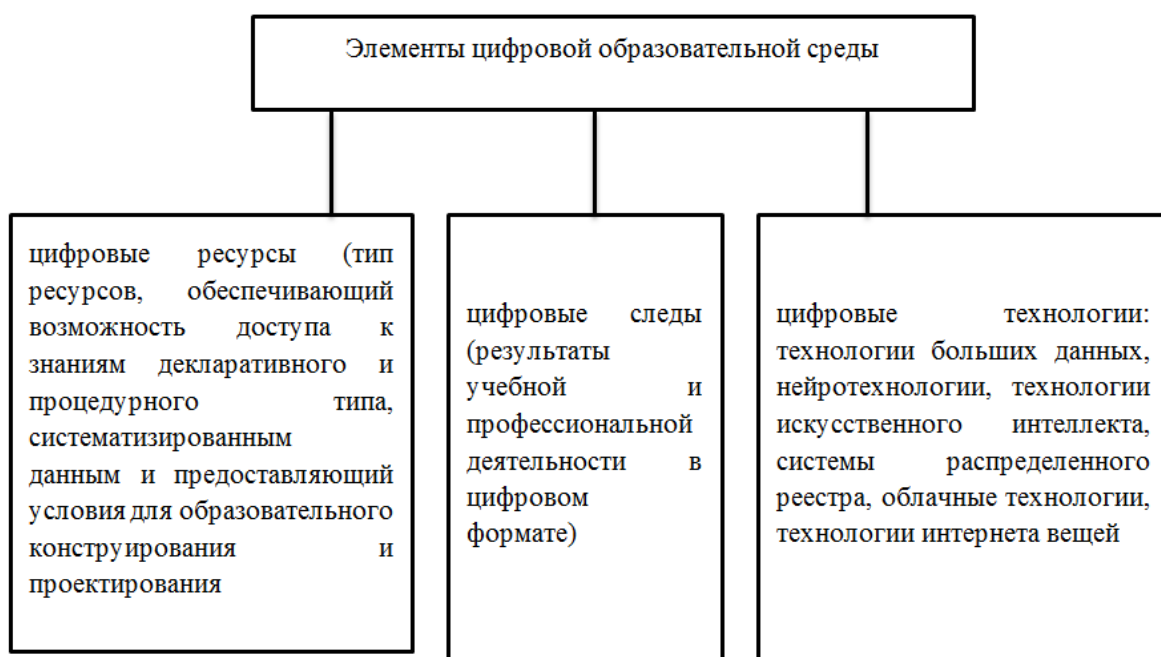 Элементы цифровой образовательной среды
цифровые ресурсы (тип
ресурсов, обеспечивающий
возможность доступа к
знаниям декларативного и
процедурного типа,
систематизированным
данным и предоставляющий
условия для образовательного
конструирования и
проектирования
цифровые следы
(результаты
учебной и
профессиональной
деятельности в
цифровом
формате)
цифровые технологии:
технологии больших данных,
нейротехнологии, технологии
искусственного интеллекта,
системы распределенного
реестра, облачные технологии,
технологии интернета вещей